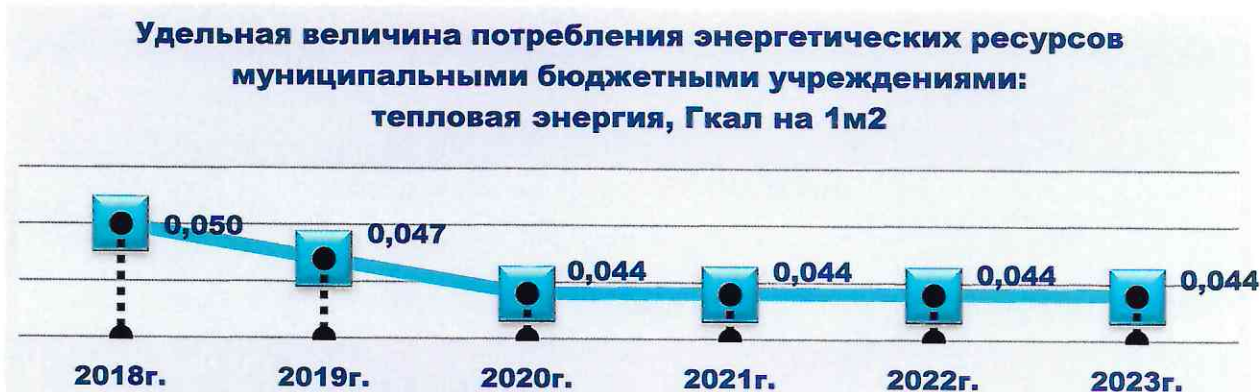 Удельная величина потребления энергетических ресурсов
муниципальными бюджетными учреждениями:
тепловая энергия, Гкал на 1м2
0,050
0,047
0,044
0,044
0,044
0,044
2018г.
2019г.
2020г.
2021г.
2022г.
2023г.